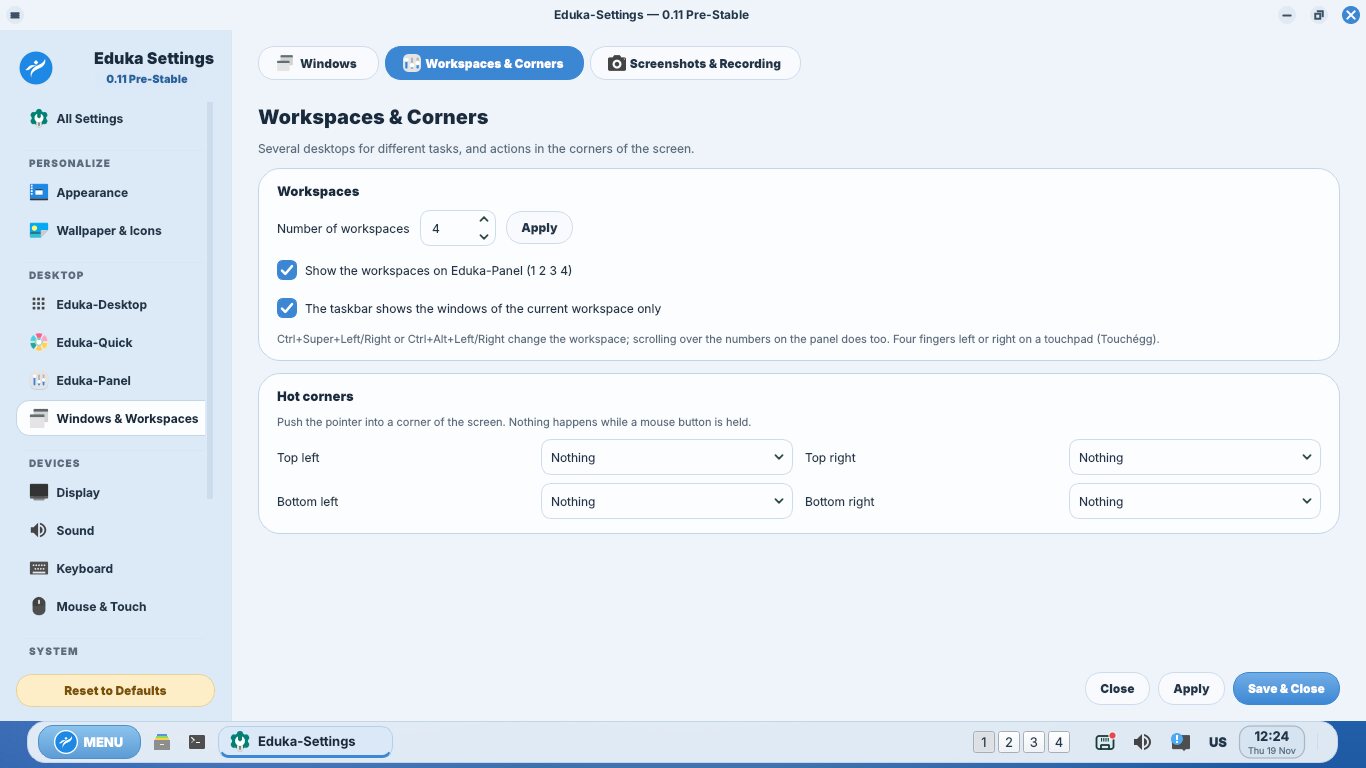 Eduka-Settings — 0.11 Pre-Stable
Eduka Settings
0.11 Pre-Stable
All Settings
PERSONALIZE
Appearance
Wallpaper & Icons
DESKTOP
Eduka-Desktop
Eduka-Quick
Eduka-Panel
Windows & Workspaces
DEVICES
Display
Sound
Keyboard
Mouse & Touch
SYSTEM
Reset to Defaults
Windows
Workspaces & Corners
Screenshots & Recording
Workspaces & Corners
Several desktops for different tasks, and actions in the corners of the screen.
Workspaces
Number of workspaces 4 Apply
Show the workspaces on Eduka-Panel (1 2 3 4)
The taskbar shows the windows of the current workspace only
Ctrl+Super+Left/Right or Ctrl+Alt+Left/Right change the workspace; scrolling over the numbers on the panel does too. Four fingers left or right on a touchpad (Touchégg).
Hot corners
Push the pointer into a corner of the screen. Nothing happens while a mouse button is held.
Top left Nothing Top right Nothing
Bottom left Nothing Bottom right Nothing
Close Apply Save & Close
MENU Eduka-Settings 1 2 3 4 US 12:24
Thu 19 Nov